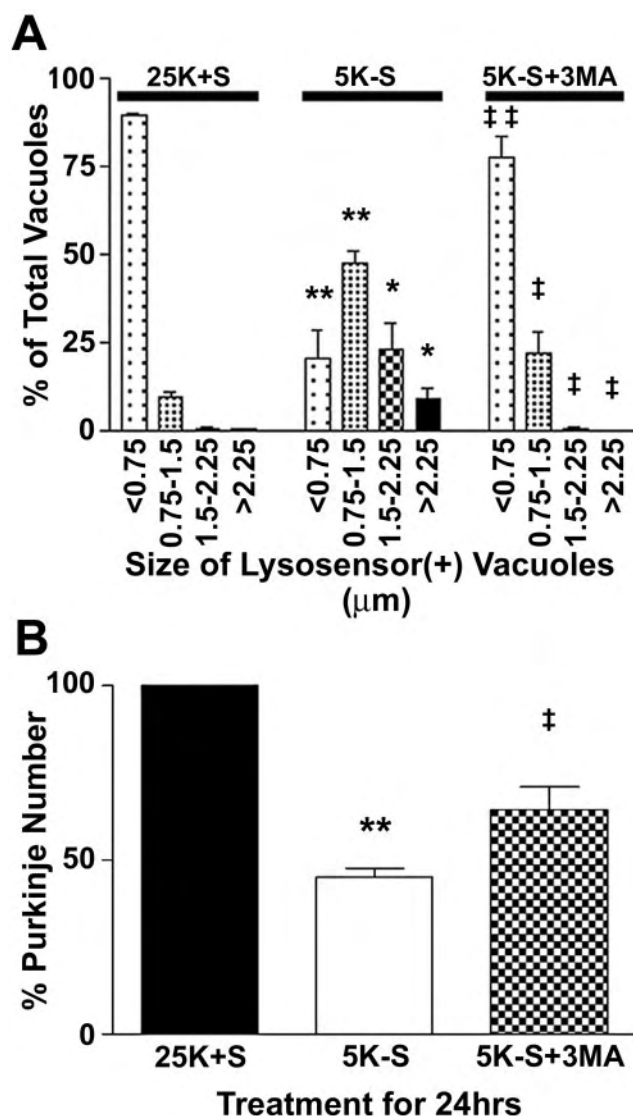 A
25K+S 5K-S 5K-S+3MA
% of Total Vacuoles
100
75
50
25
0
** ** * *
‡ ‡ ‡ ‡ ‡
<0.75 0.75-1.5 1.5-2.25 >2.25 <0.75 0.75-1.5 1.5-2.25 >2.25 <0.75 0.75-1.5 1.5-2.25 >2.25
Size of Lysosensor(+) Vacuoles
(μm)
B
% Purkinje Number
100
50
0
**
‡
25K+S 5K-S 5K-S+3MA
Treatment for 24hrs